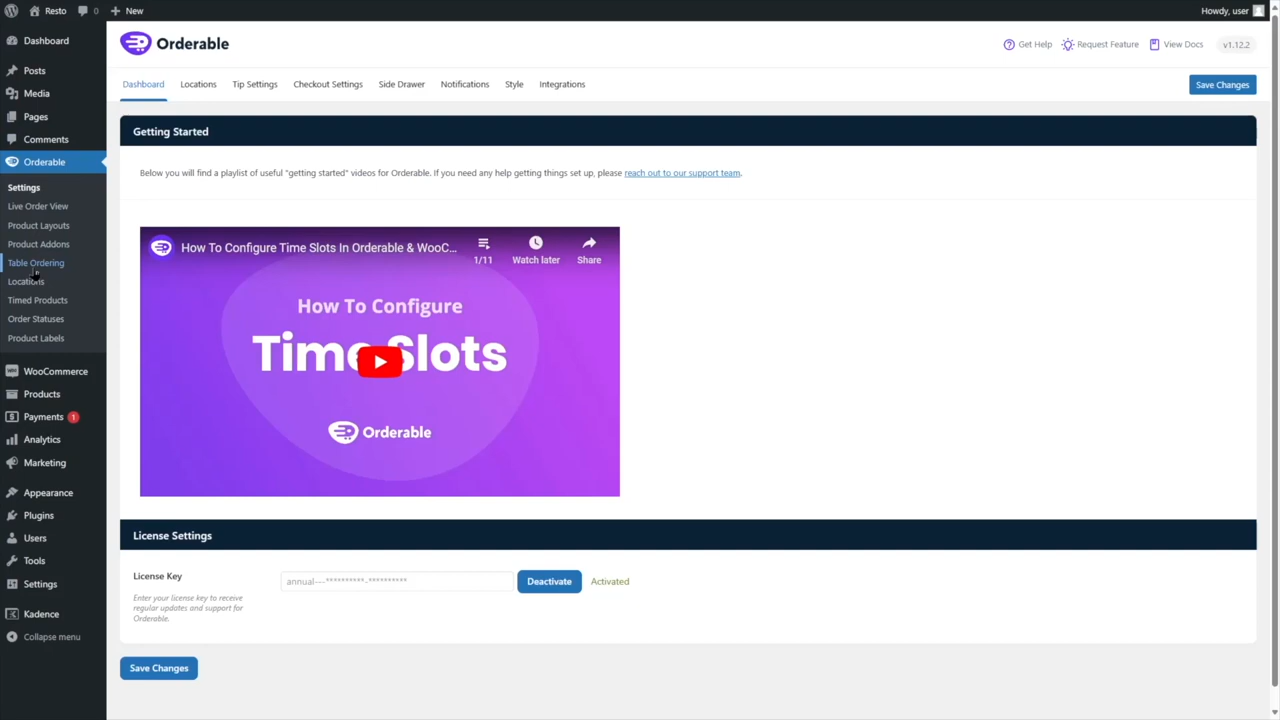 Resto
0
New
Howdy, user
Dashboard
Posts
Media
Pages
Comments
Orderable
Settings
Live Order View
Product Layouts
Product Addons
Table Ordering
Locations
Timed Products
Order Statuses
Product Labels
WooCommerce
Products
Payments 1
Analytics
Marketing
Appearance
Plugins
Users
Tools
Settings
Kadence
Collapse menu
Orderable
Get Help
Request Feature
View Docs
v1.12.2
Dashboard
Locations
Tip Settings
Checkout Settings
Side Drawer
Notifications
Style
Integrations
Save Changes
Getting Started
Below you will find a playlist of useful "getting started" videos for Orderable. If you need any help getting things set up, please reach out to our support team.
How To Configure Time Slots In Orderable & WooC...
1/11
Watch later
Share
How To Configure
Time Slots
Orderable
License Settings
License Key
annual---**********-**********
Deactivate
Activated
Enter your license key to receive
regular updates and support for
Orderable.
Save Changes